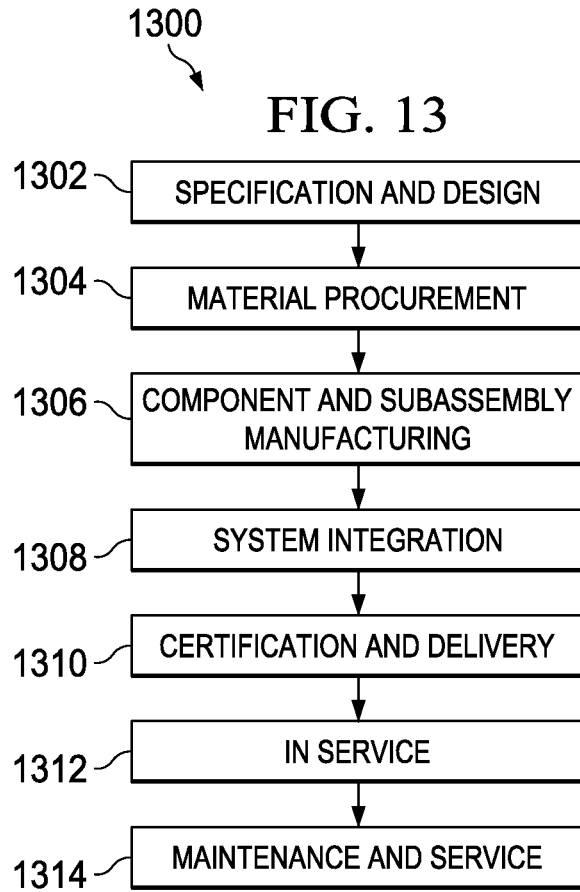 1300
FIG. 13
1302
SPECIFICATION AND DESIGN
1304
MATERIAL PROCUREMENT
1306
COMPONENT AND SUBASSEMBLY
MANUFACTURING
1308
SYSTEM INTEGRATION
1310
CERTIFICATION AND DELIVERY
1312
IN SERVICE
1314
MAINTENANCE AND SERVICE